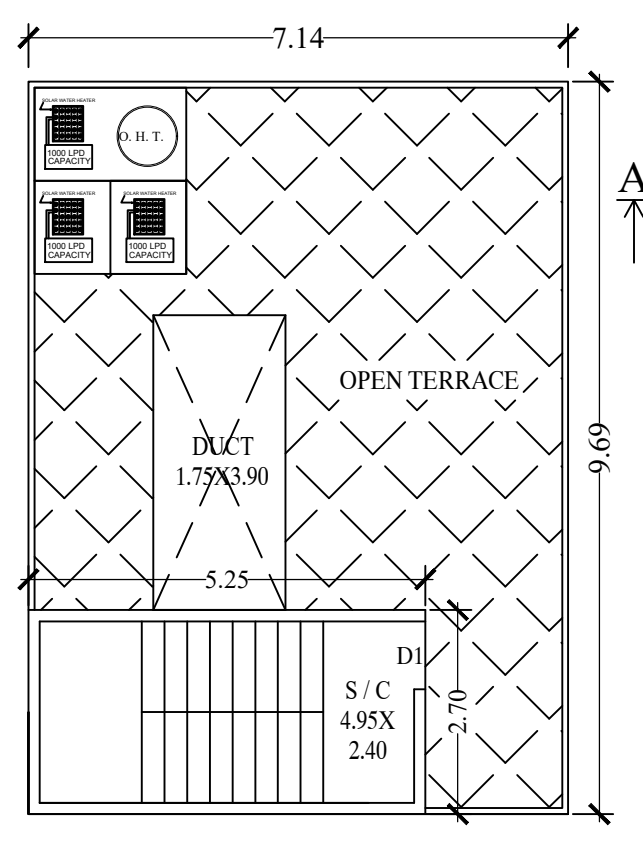 7.14
SOLAR WATER HEATER
1000 LPD
CAPACITY
O. H. T.
SOLAR WATER HEATER
1000 LPD
CAPACITY
SOLAR WATER HEATER
1000 LPD
CAPACITY
A
OPEN TERRACE
9.69
DUCT
1.75X3.90
5.25
D1
S / C
4.95X
2.40
2.70